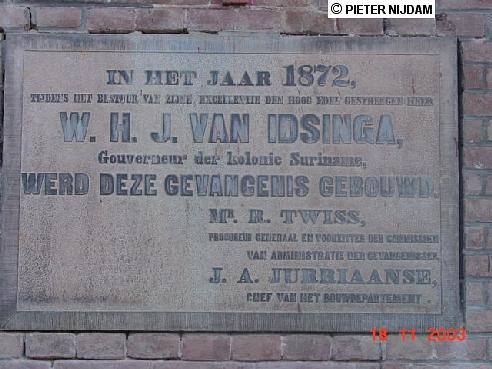 © PIETER NIJDAM
IN HET JAAR 1872,
TIJDENS HET BESTUUR VAN ZIJNE EXCELLENTIE DEN HOOG EDEL GESTRENGEN HEER
W. H. J. VAN IDSINGA,
Gouverneur der kolonie Suriname,
WERD DEZE GEVANGENIS GEBOUWD.
Mr. R. TWISS,
PROCUREUR GENERAAL EN VOORZITTER DER COMMISSIE
VAN ADMINISTRATIE DER GEVANGENISSEN,
J. A. JURRIAANSE,
CHEF VAN HET BOUWDEPARTEMENT.
18 11 2003